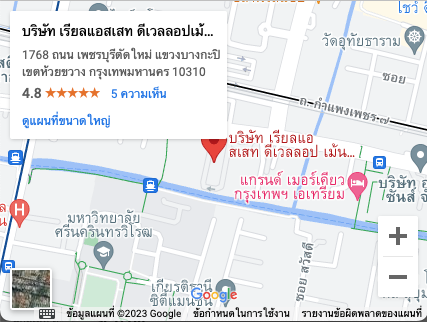 บริษัท เรียลแอสเสท ดีเวลลอปเม้...
1768 ถนน เพชรบุรีตัดใหม่ แขวงบางกะปิ
เขตห้วยขวาง กรุงเทพมหานคร 10310
4.8 5 ความเห็น
ดูแผนที่ขนาดใหญ่
วัดอุทัยธาราม
ซอย
ถ. กำแพงเพชร 7
บริษัท เรียลแอ
สเสท ดีเวลลอป เม้น...
แกรนด์ เมอร์เคียว
กรุงเทพฯ เอเทรียม
บริษัท อ
ซันส์ จ
H
มหาวิทยาลัย
ศรีนครินทรวิโรฒ
ซอย สวัสดี
เกียรติธานี
ซิตี้แมนชั่น
+
−
Google
ข้อมูลแผนที่ ©2023 Google ข้อกำหนดในการใช้งาน รายงานข้อผิดพลาดของแผนที่